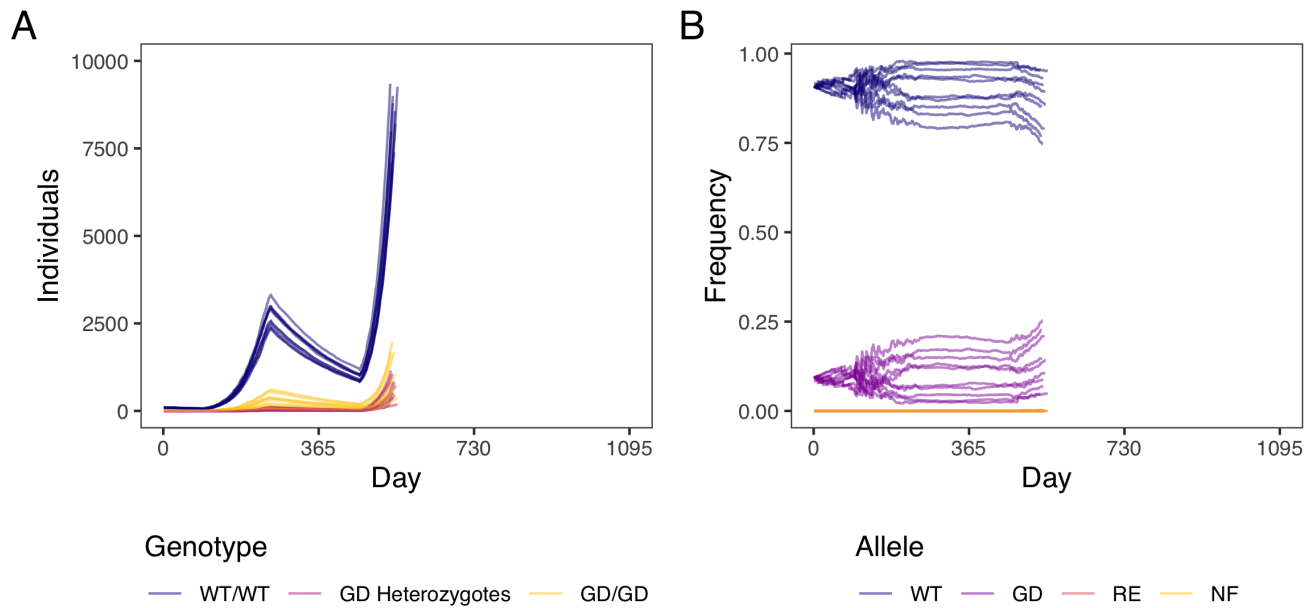 A
10000
7500
5000
2500
0
Individuals
0 365 730 1095
Day
Genotype
WT/WT GD Heterozygotes GD/GD
B
1.00
0.75
0.50
0.25
0.00
Frequency
0 365 730 1095
Day
Allele
WT GD RE NF